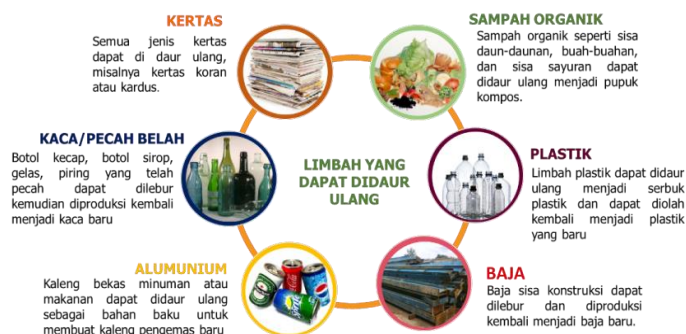 KERTAS
Semua jenis kertas
dapat di daur ulang,
misalnya kertas koran
atau kardus.
SAMPAH ORGANIK
Sampah organik seperti sisa
daun-daunan, buah-buahan,
dan sisa sayuran dapat
didaur ulang menjadi pupuk
kompos.
KACA/PECAH BELAH
Botol kecap, botol sirop,
gelas, piring yang telah
pecah dapat dilebur
kemudian diproduksi kembali
menjadi kaca baru
LIMBAH YANG
DAPAT DIDAUR
ULANG
PLASTIK
Limbah plastik dapat didaur
ulang menjadi serbuk
plastik dan dapat diolah
kembali menjadi plastik
yang baru
ALUMUNIUM
Kaleng bekas minuman atau
makanan dapat didaur ulang
sebagai bahan baku untuk
membuat kaleng pengemas baru
BAJA
Baja sisa konstruksi dapat
dilebur dan diproduksi
kembali menjadi baja baru.